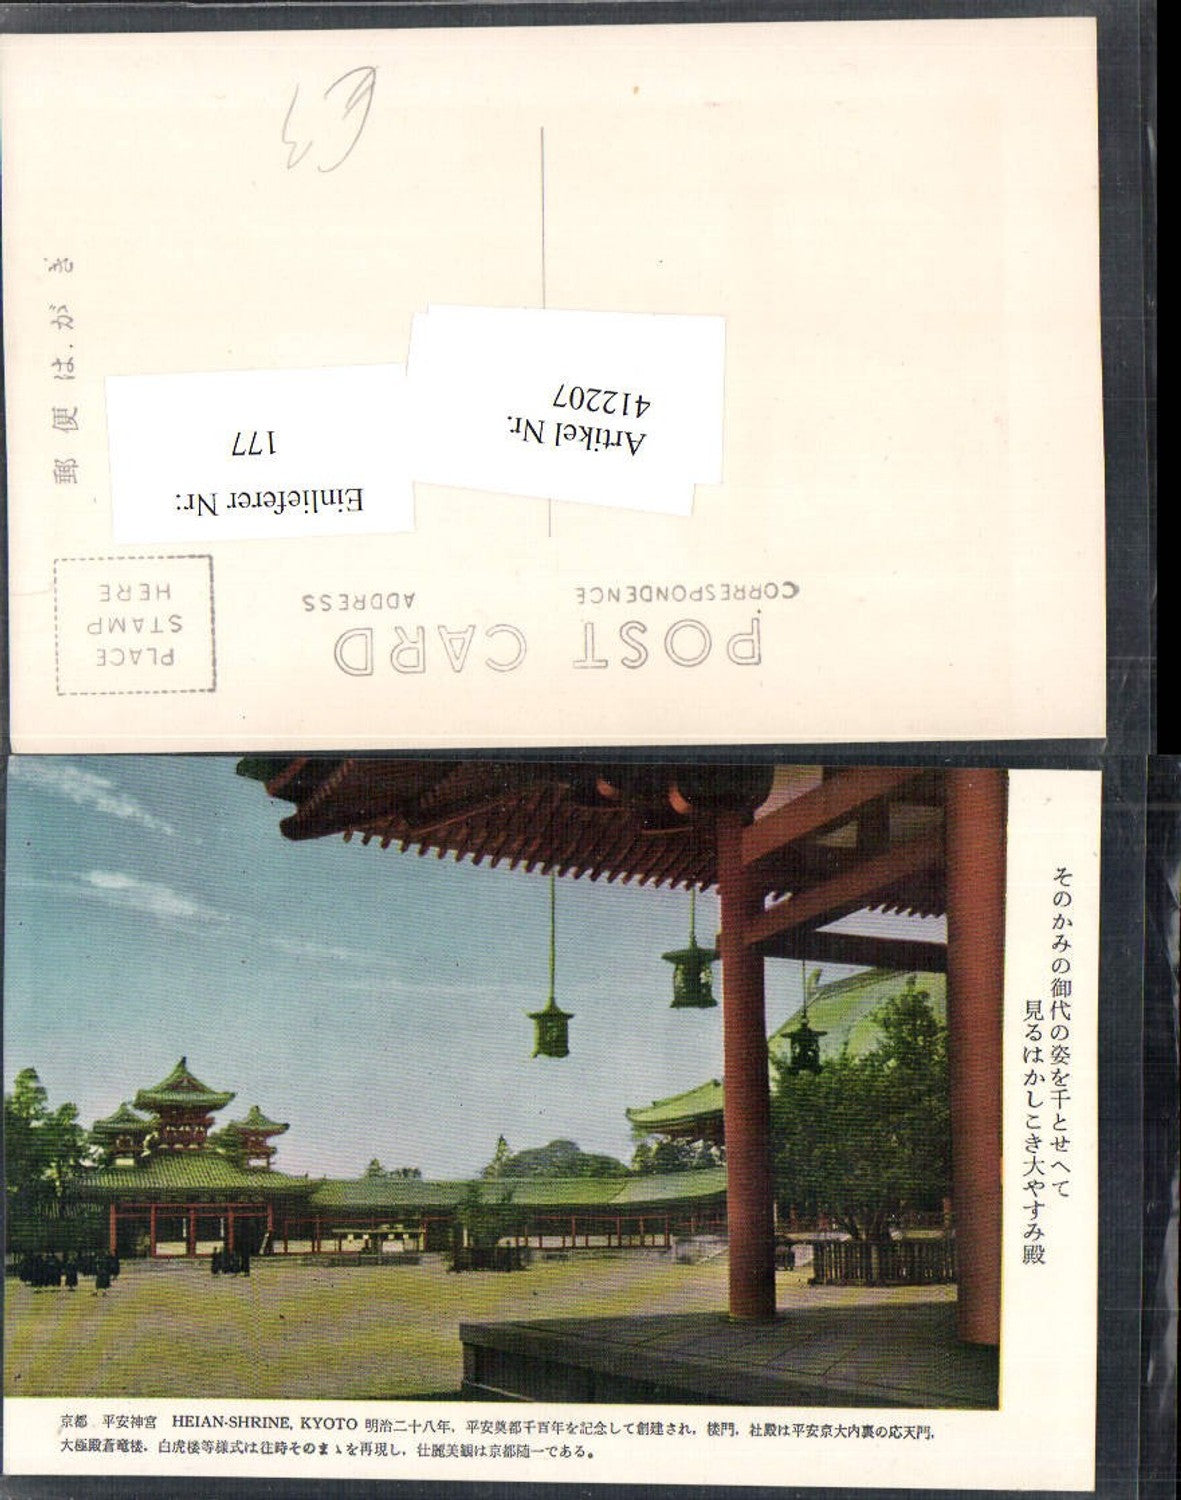 郵便はがき
Artikel Nr.
412207
Einlieferer Nr:
177
PLACE
STAMP
HERE
CORRESPONDENCE
ADDRESS
POST CARD
そのかみの御代の姿を千とせへて
見るはかしこき大やすみ殿
京都 平安神宮 HEIAN-SHRINE, KYOTO 明治二十八年，平安奠都千百年を記念して創建され，楼門，社殿は平安京大内裏の応天門，
大極殿蒼竜楼，白虎楼等様式は往時そのまゝを再現し，壮麗美観は京都随一である。